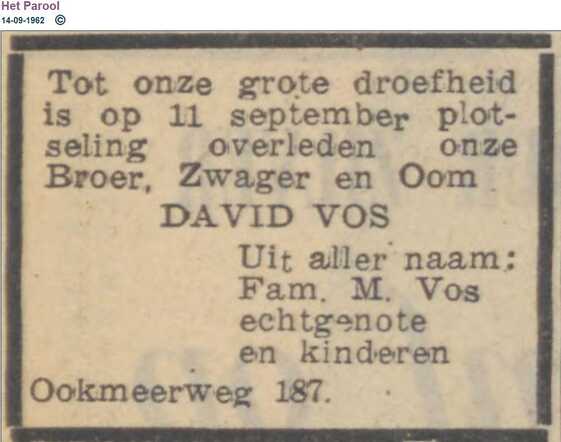 Het Parool
14-09-1962 ©
Tot onze grote droefheid
is op 11 september plot-
seling overleden onze
Broer, Zwager en Oom
DAVID VOS
Uit aller naam:
Fam. M. Vos
echtgenote
en kinderen
Ookmeerweg 187.